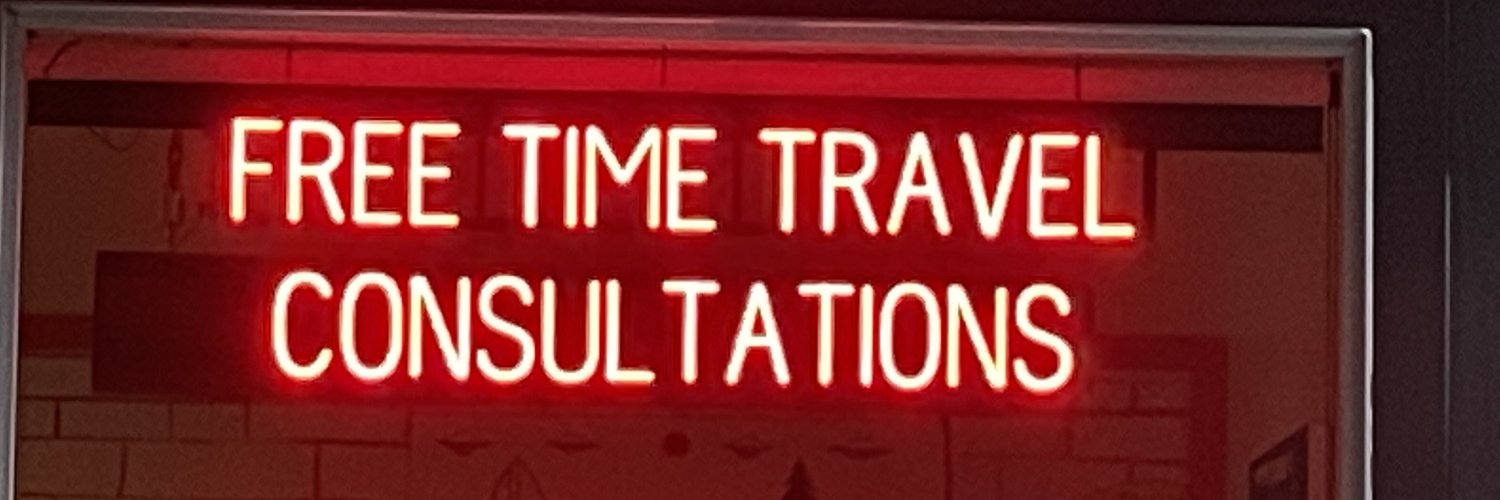 FREE TIME TRAVEL
CONSULTATIONS